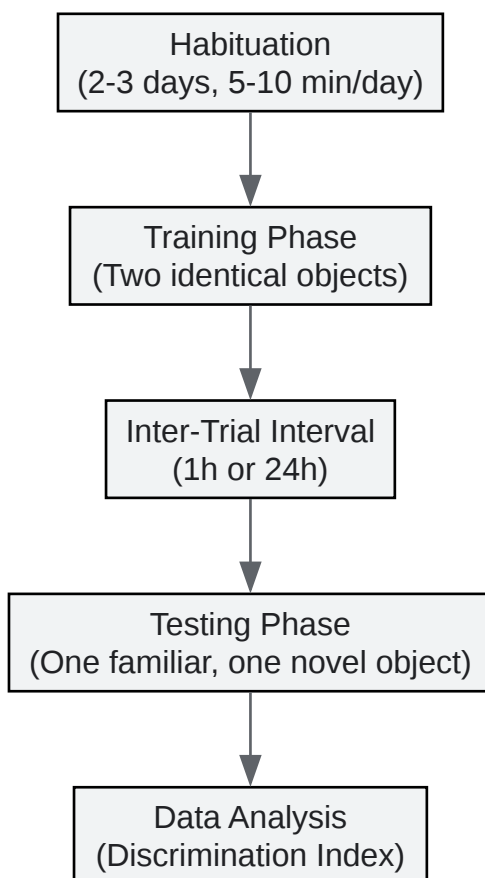 Habituation
(2-3 days, 5-10 min/day)
Training Phase
(Two identical objects)
Inter-Trial Interval
(1h or 24h)
Testing Phase
(One familiar, one novel object)
Data Analysis
(Discrimination Index)